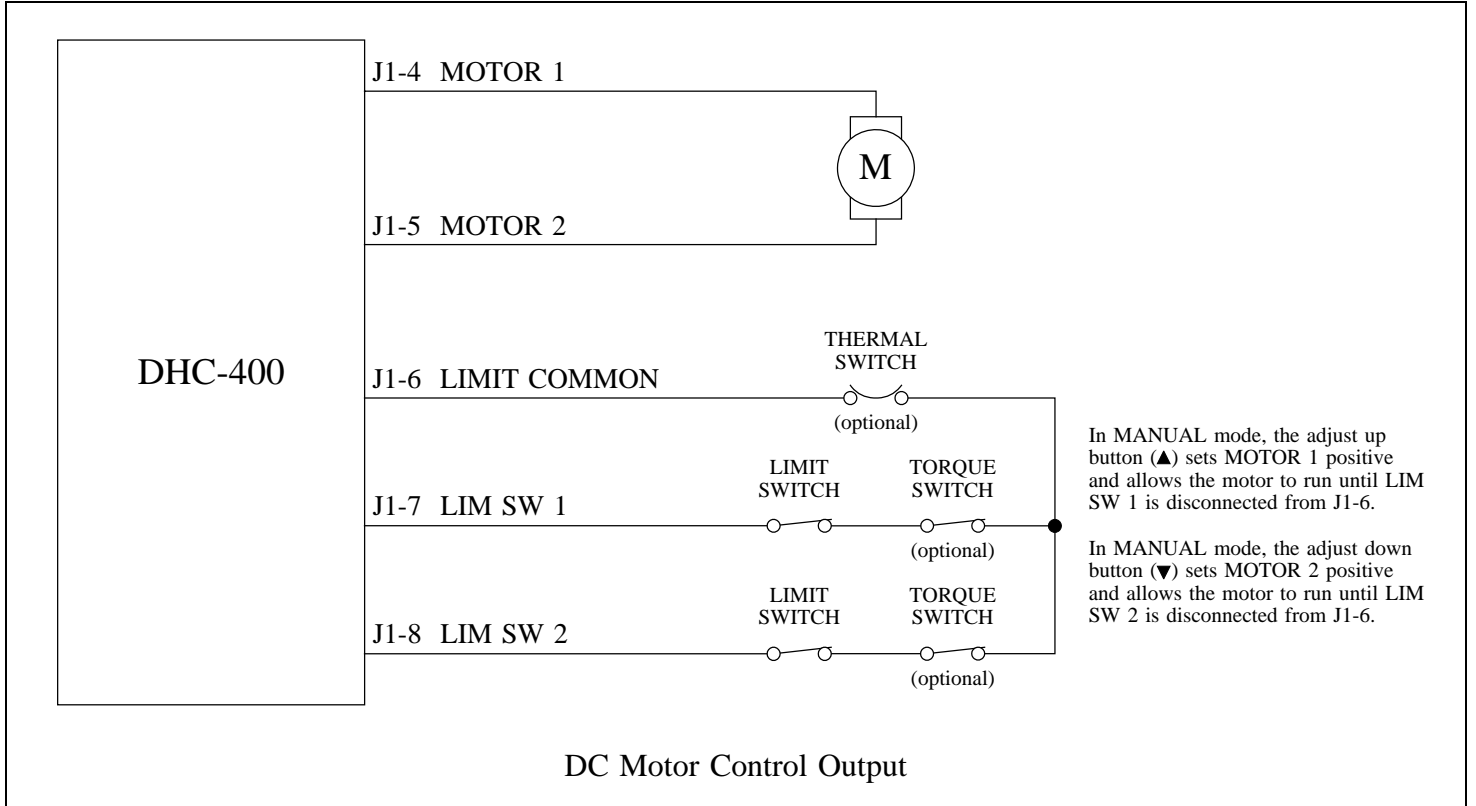 J1-4 MOTOR 1
M
J1-5 MOTOR 2
DHC-400
THERMAL
SWITCH
J1-6 LIMIT COMMON
(optional)
LIMIT
SWITCH
TORQUE
SWITCH
J1-7 LIM SW 1
(optional)
LIMIT
SWITCH
TORQUE
SWITCH
J1-8 LIM SW 2
(optional)
In MANUAL mode, the adjust up
button (▲) sets MOTOR 1 positive
and allows the motor to run until LIM
SW 1 is disconnected from J1-6.
In MANUAL mode, the adjust down
button (▼) sets MOTOR 2 positive
and allows the motor to run until LIM
SW 2 is disconnected from J1-6.
DC Motor Control Output